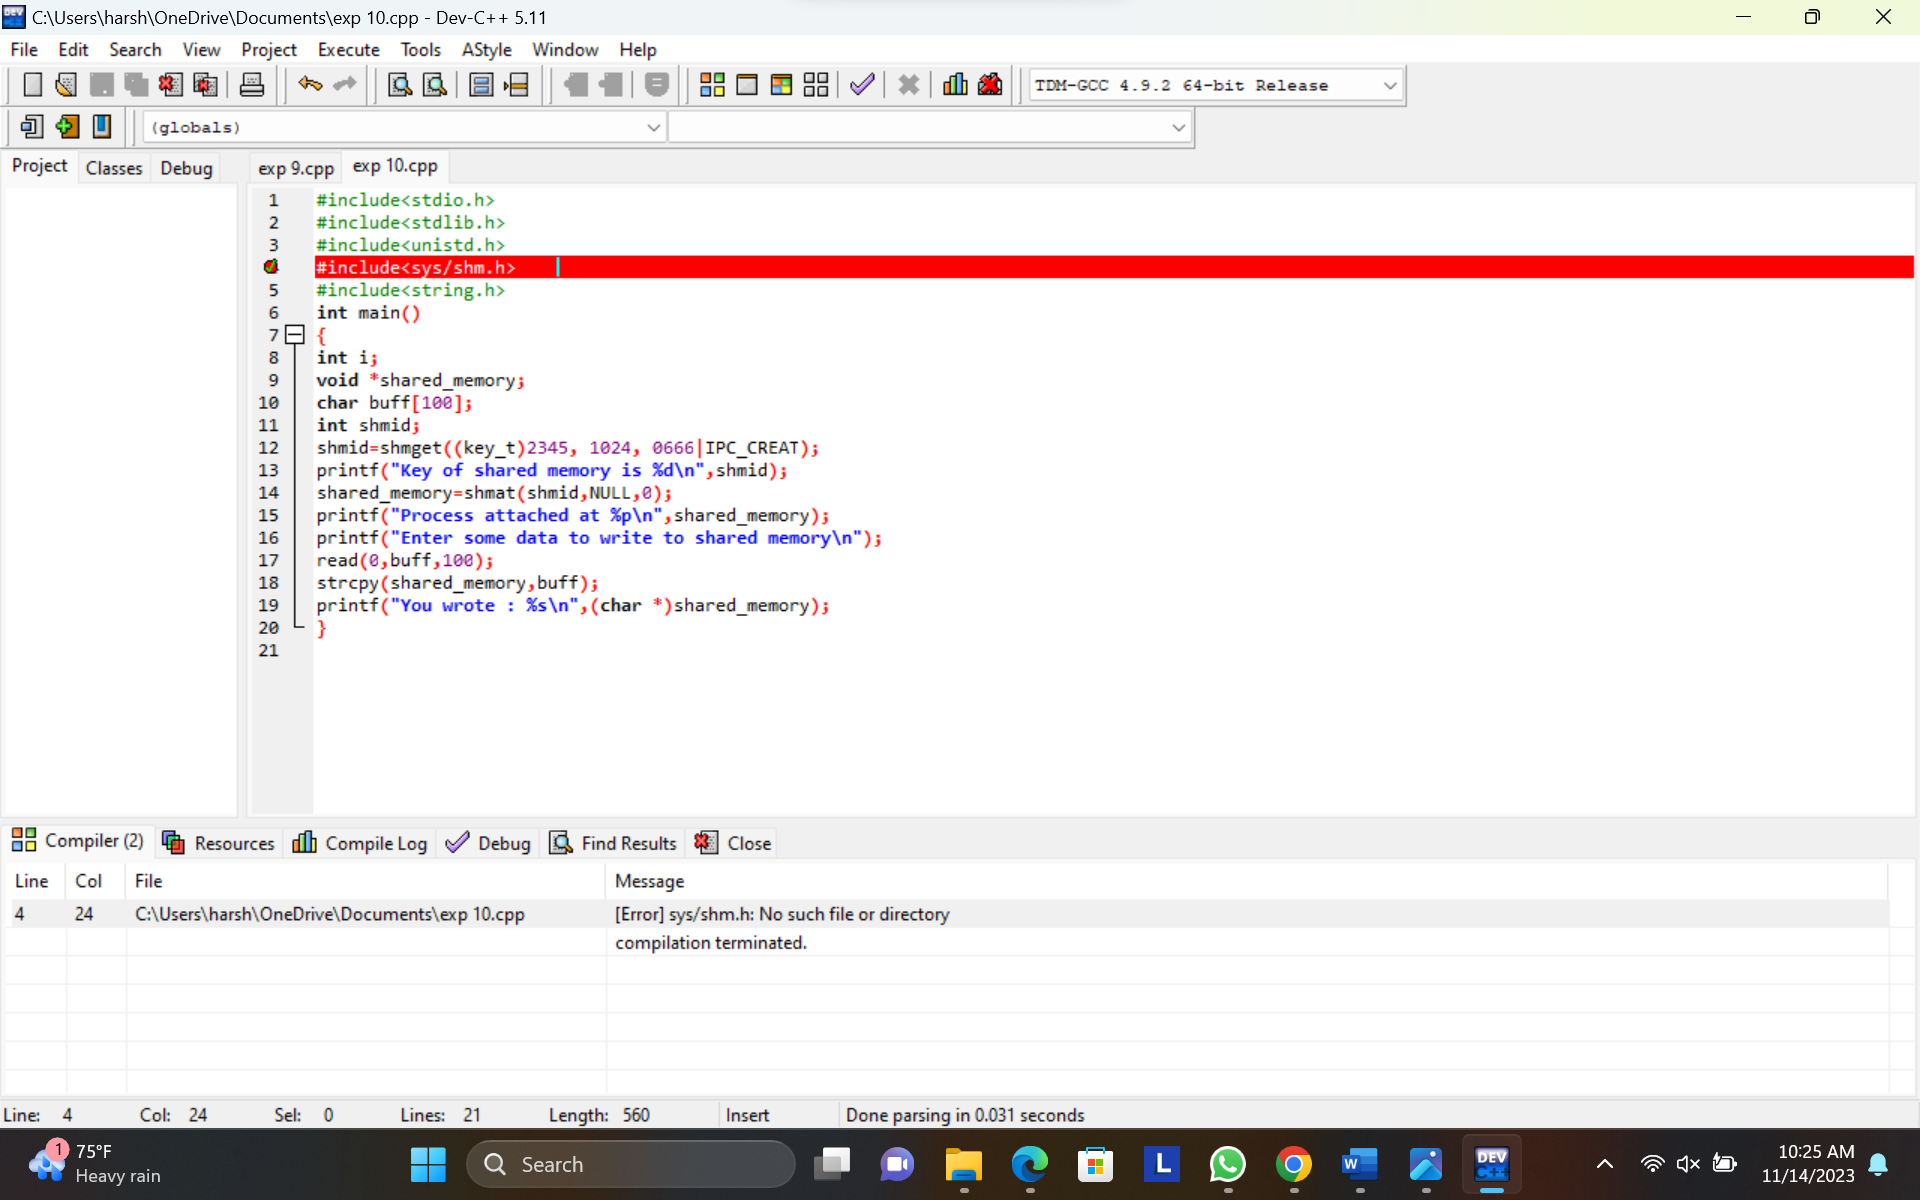 C:\Users\harsh\OneDrive\Documents\exp 10.cpp - Dev-C++ 5.11
File Edit Search View Project Execute Tools AStyle Window Help
TDM-GCC 4.9.2 64-bit Release
(globals)
Project Classes Debug exp 9.cpp exp 10.cpp
1 #include<stdio.h>
2 #include<stdlib.h>
3 #include<unistd.h>
#include<sys/shm.h>
5 #include<string.h>
6 int main()
7 {
8 int i;
9 void *shared_memory;
10 char buff[100];
11 int shmid;
12 shmid=shmget((key_t)2345, 1024, 0666|IPC_CREAT);
13 printf("Key of shared memory is %d\n",shmid);
14 shared_memory=shmat(shmid,NULL,0);
15 printf("Process attached at %p\n",shared_memory);
16 printf("Enter some data to write to shared memory\n");
17 read(0,buff,100);
18 strcpy(shared_memory,buff);
19 printf("You wrote : %s\n",(char *)shared_memory);
20 }
21
Compiler (2) Resources Compile Log Debug Find Results Close
Line Col File Message
4 24 C:\Users\harsh\OneDrive\Documents\exp 10.cpp [Error] sys/shm.h: No such file or directory
compilation terminated.
Line: 4 Col: 24 Sel: 0 Lines: 21 Length: 560 Insert Done parsing in 0.031 seconds
1 75°F
Heavy rain
Search
L
W
DEV
C++
10:25 AM
11/14/2023